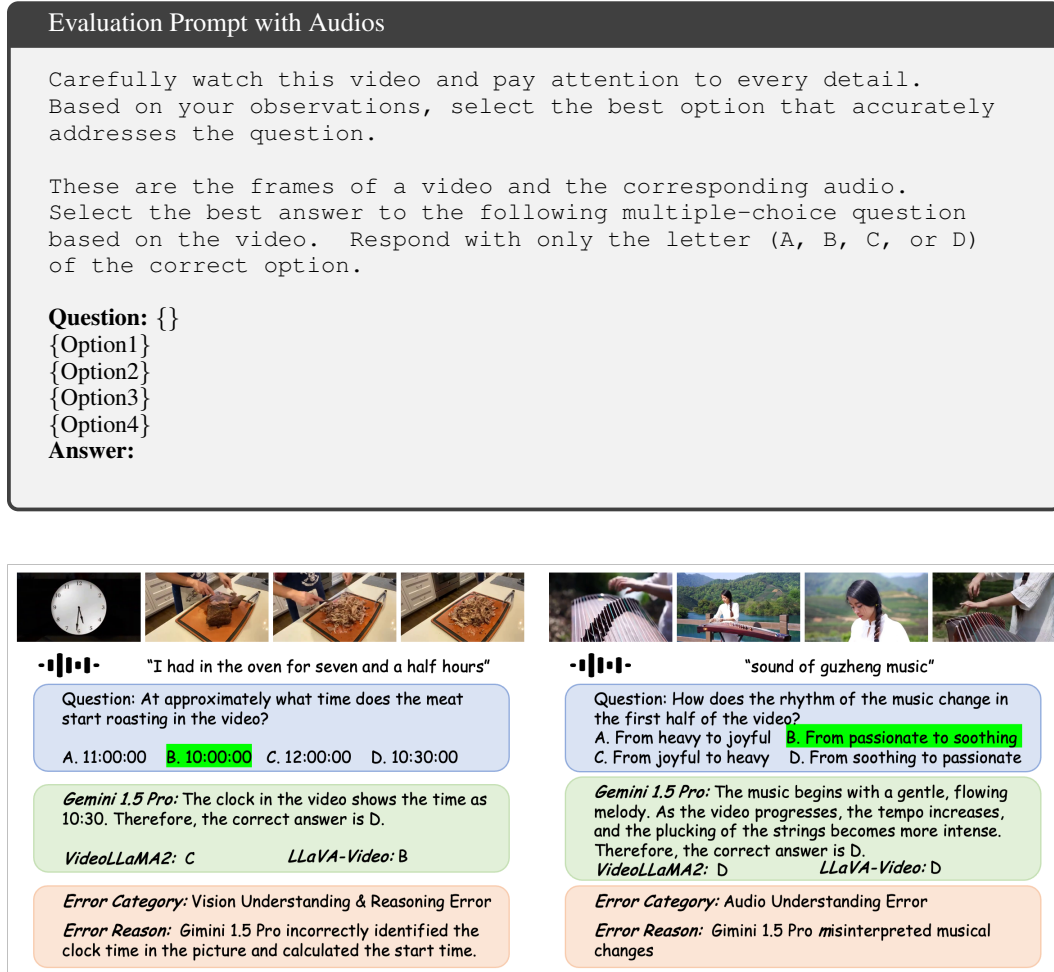 Evaluation Prompt with Audios
Carefully watch this video and pay attention to every detail.
Based on your observations, select the best option that accurately
addresses the question.
These are the frames of a video and the corresponding audio.
Select the best answer to the following multiple-choice question
based on the video. Respond with only the letter (A, B, C, or D)
of the correct option.
Question: {}
{Option1}
{Option2}
{Option3}
{Option4}
Answer:
"I had in the oven for seven and a half hours"
Question: At approximately what time does the meat
start roasting in the video?
A. 11:00:00 B. 10:00:00 C. 12:00:00 D. 10:30:00
Gemini 1.5 Pro: The clock in the video shows the time as
10:30. Therefore, the correct answer is D.
VideoLLaMA2: C LLaVA-Video: B
Error Category: Vision Understanding & Reasoning Error
Error Reason: Gimini 1.5 Pro incorrectly identified the
clock time in the picture and calculated the start time.
"sound of guzheng music"
Question: How does the rhythm of the music change in
the first half of the video?
A. From heavy to joyful B. From passionate to soothing
C. From joyful to heavy D. From soothing to passionate
Gemini 1.5 Pro: The music begins with a gentle, flowing
melody. As the video progresses, the tempo increases,
and the plucking of the strings becomes more intense.
Therefore, the correct answer is D.
VideoLLaMA2: D LLaVA-Video: D
Error Category: Audio Understanding Error
Error Reason: Gimini 1.5 Pro misinterpreted musical
changes